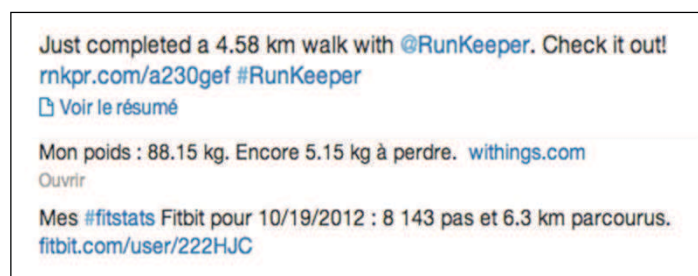 Just completed a 4.58 km walk with @RunKeeper. Check it out!
rnkpr.com/a230gef #RunKeeper
Voir le résumé
Mon poids : 88.15 kg. Encore 5.15 kg à perdre. withings.com
Ouvrir
Mes #fitstats Fitbit pour 10/19/2012 : 8 143 pas et 6.3 km parcourus.
fitbit.com/user/222HJC